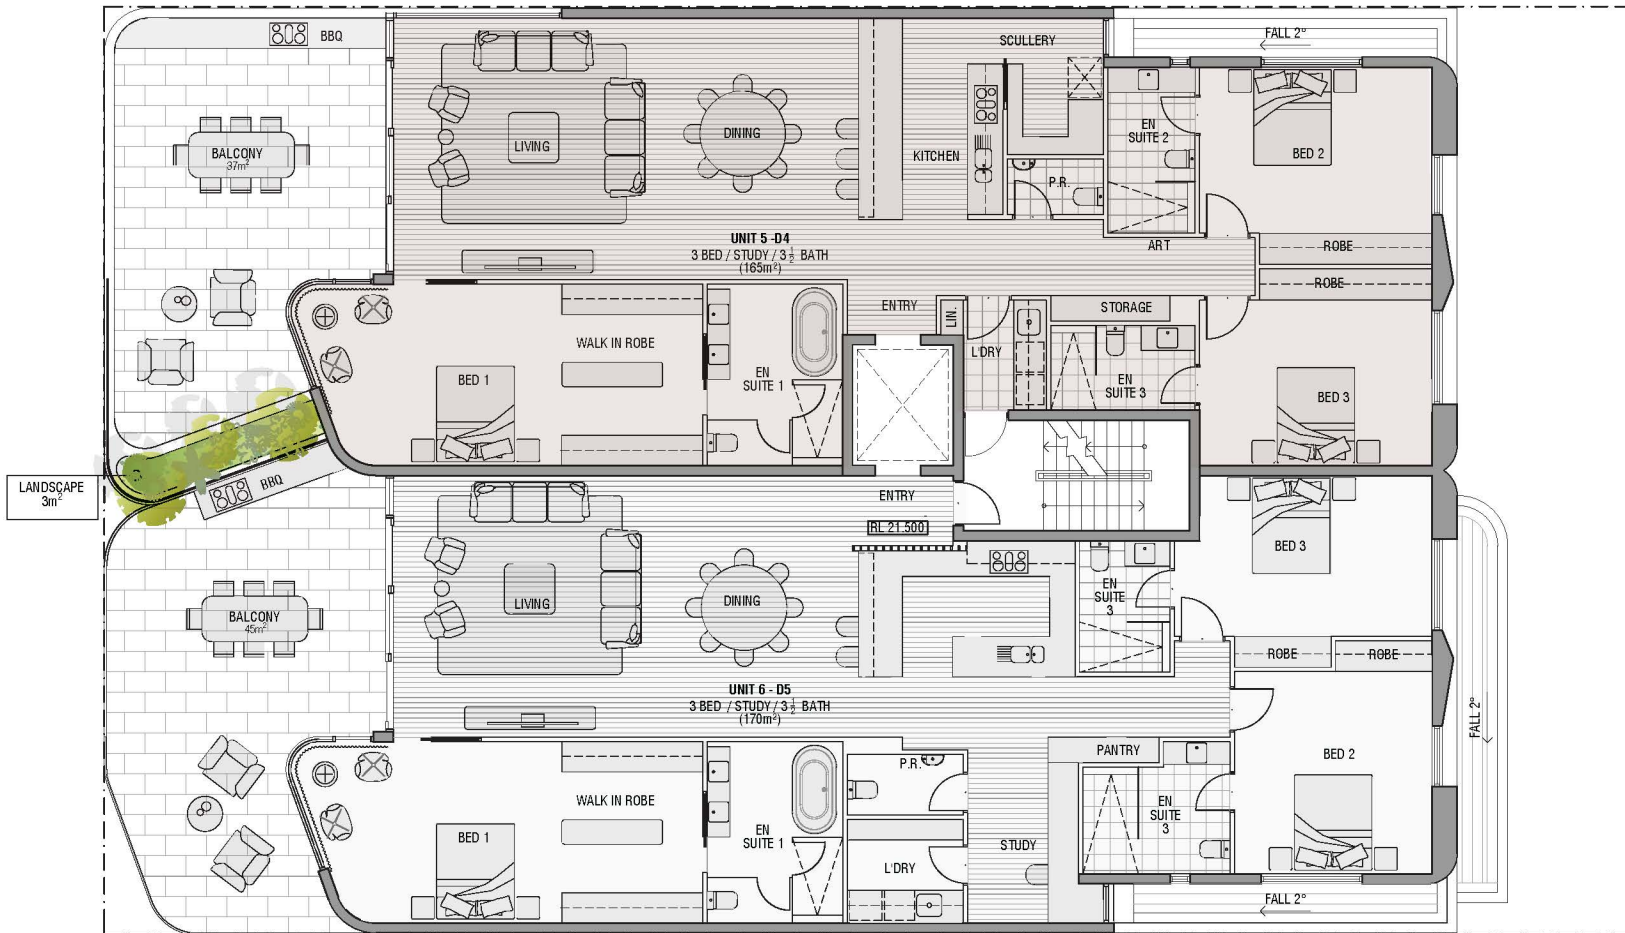 FALL 2°
BBQ
SCULLERY
EN
SUITE 2
BED 2
BALCONY
37m²
LIVING
DINING
KITCHEN
P.R.
UNIT 5 -D4
3 BED / STUDY / 3 ½ BATH
(165m²)
ART
ROBE
ROBE
ENTRY
LIN.
STORAGE
WALK IN ROBE
L'DRY
BED 1
EN
SUITE 1
EN
SUITE 3
BED 3
LANDSCAPE
3m²
BBQ
ENTRY
RL 21.500
BED 3
EN
SUITE
3
BALCONY
45m²
LIVING
DINING
ROBE
ROBE
UNIT 6 - D5
3 BED / STUDY / 3 ½ BATH
(170m²)
FALL 2°
PANTRY
BED 2
P.R.
WALK IN ROBE
EN
SUITE
3
BED 1
EN
SUITE 1
STUDY
L'DRY
FALL 2°